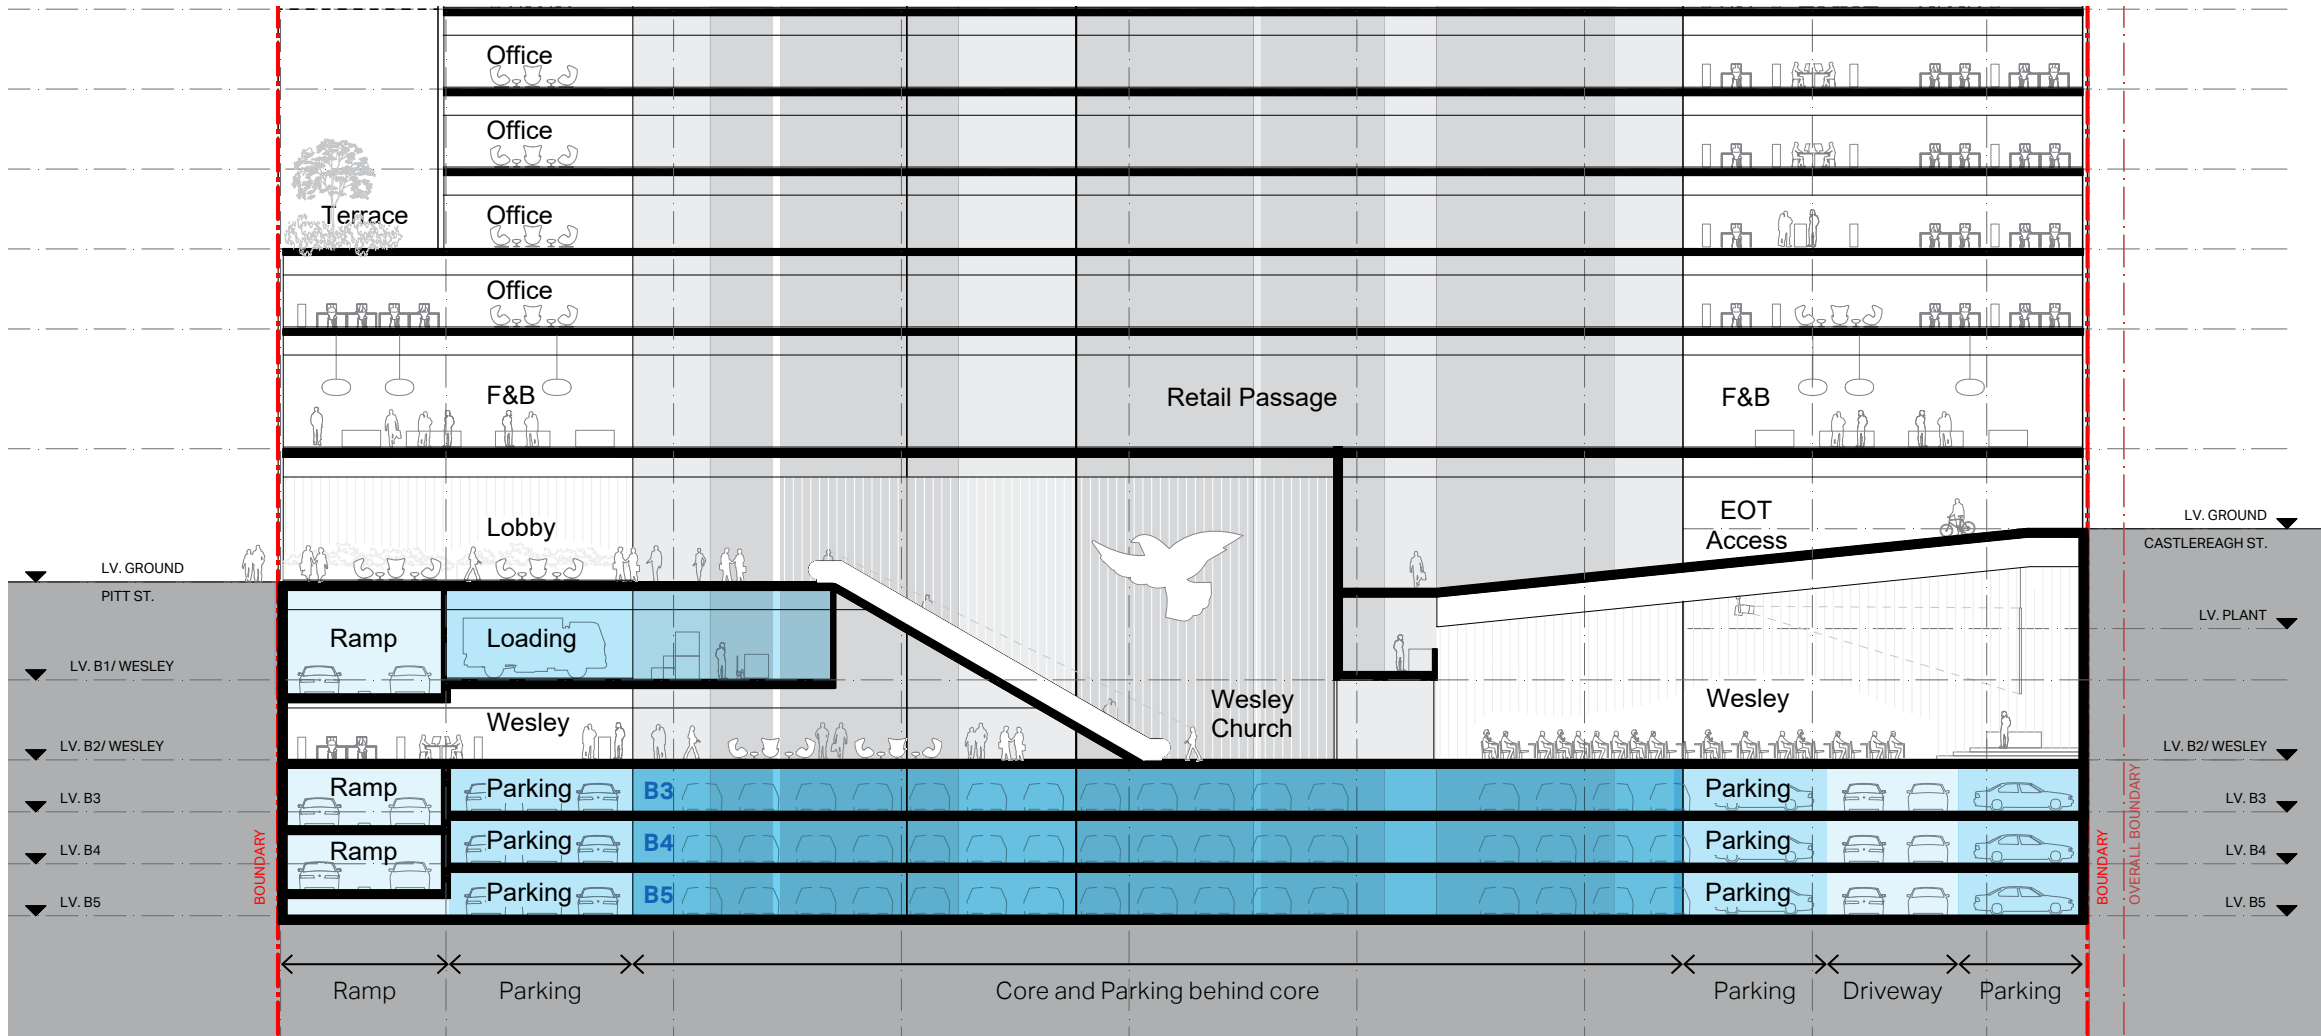 Office
Office
Terrace
Office
Office
F&B
Retail Passage
F&B
Lobby
EOT
Access
LV. GROUND
CASTLEREAGH ST.
LV. GROUND
PITT ST.
Ramp
Loading
LV. PLANT
LV. B1/ WESLEY
Wesley
Wesley
Church
Wesley
LV. B2/ WESLEY
LV. B2/ WESLEY
Ramp
Parking
B3
Parking
LV. B3
LV. B3
Ramp
Parking
B4
Parking
LV. B4
LV. B4
Parking
B5
Parking
LV. B5
LV. B5
BOUNDARY
BOUNDARY
OVERALL BOUNDARY
Ramp
Parking
Core and Parking behind core
Parking
Driveway
Parking